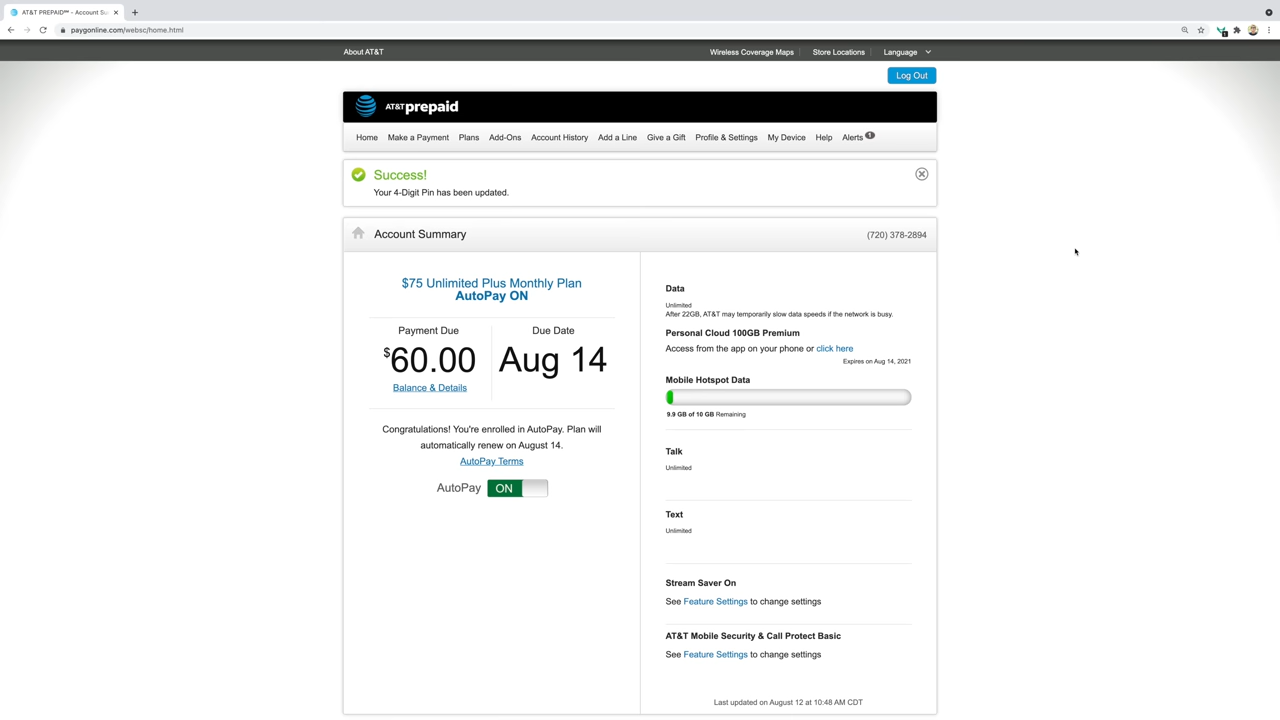 AT&T PREPAID℠ - Account Su
paygonline.com/websc/home.html
About AT&T
Wireless Coverage Maps
Store Locations
Language
Log Out
AT&T prepaid
Home
Make a Payment
Plans
Add-Ons
Account History
Add a Line
Give a Gift
Profile & Settings
My Device
Help
Alerts 1
Success!
Your 4-Digit Pin has been updated.
Account Summary
(720) 378-2894
$75 Unlimited Plus Monthly Plan
AutoPay ON
Payment Due
$60.00
Balance & Details
Due Date
Aug 14
Congratulations! You're enrolled in AutoPay. Plan will
automatically renew on August 14.
AutoPay Terms
AutoPay ON
Data
Unlimited
After 22GB, AT&T may temporarily slow data speeds if the network is busy.
Personal Cloud 100GB Premium
Access from the app on your phone or click here
Expires on Aug 14, 2021
Mobile Hotspot Data
9.9 GB of 10 GB Remaining
Talk
Unlimited
Text
Unlimited
Stream Saver On
See Feature Settings to change settings
AT&T Mobile Security & Call Protect Basic
See Feature Settings to change settings
Last updated on August 12 at 10:48 AM CDT